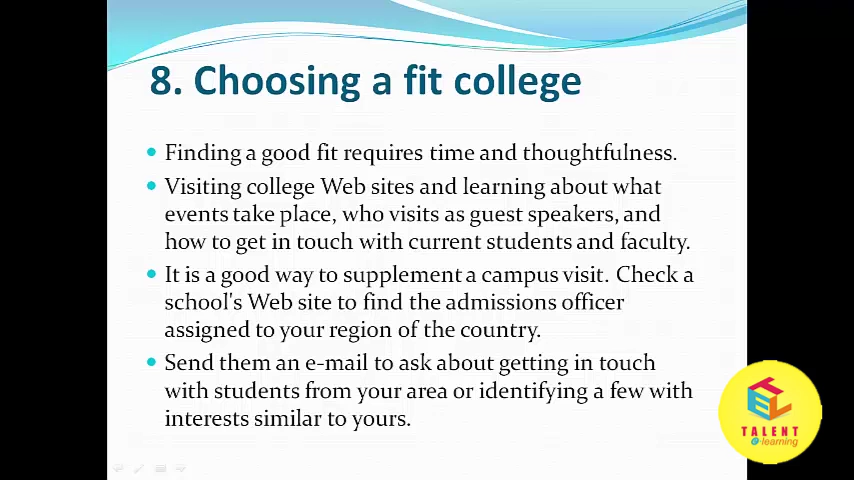 8. Choosing a fit college
• Finding a good fit requires time and thoughtfulness.
• Visiting college Web sites and learning about what
events take place, who visits as guest speakers, and
how to get in touch with current students and faculty.
• It is a good way to supplement a campus visit. Check a
school's Web site to find the admissions officer
assigned to your region of the country.
• Send them an e-mail to ask about getting in touch
with students from your area or identifying a few with
interests similar to yours.
TEL
TALENT
e-learning